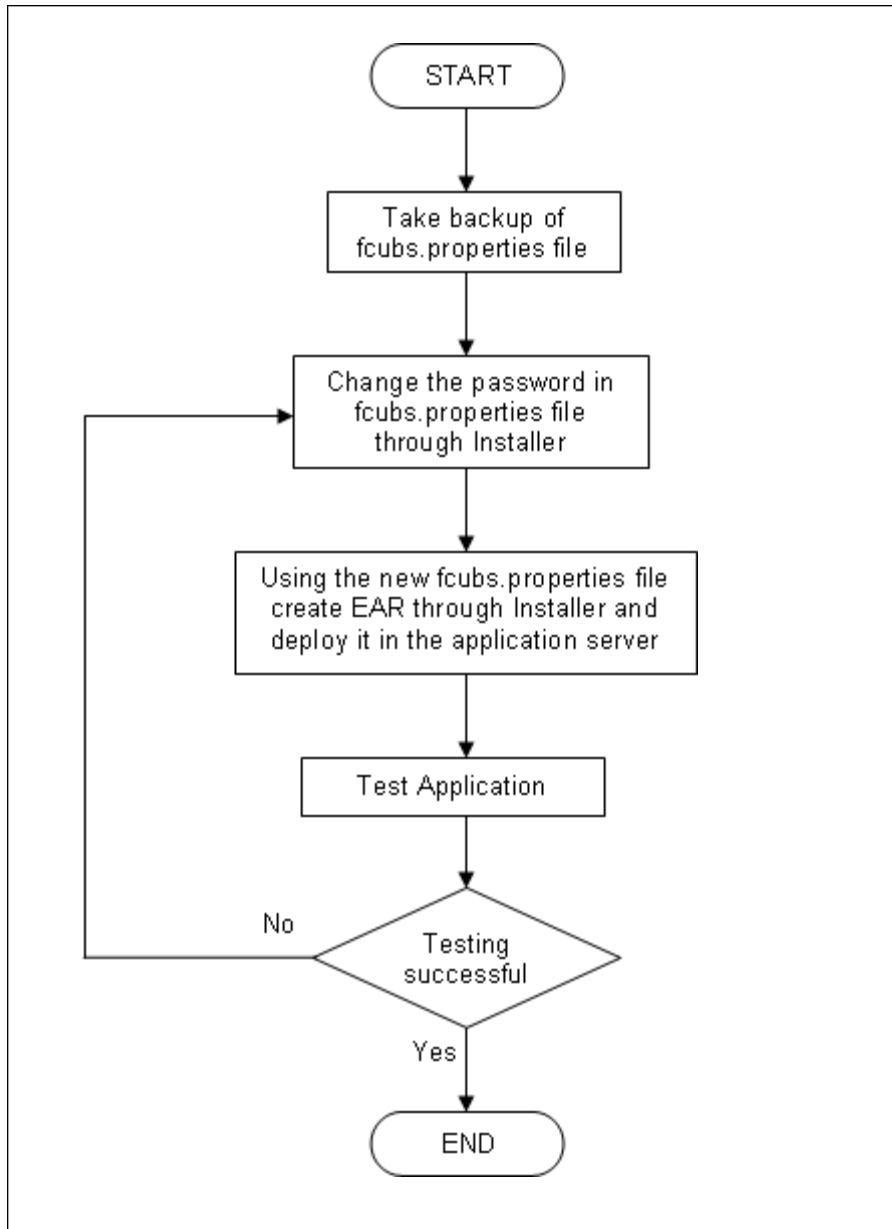 START
Take backup of
fcubs.properties file
Change the password in
fcubs.properties file
through Installer
Using the new fcubs.properties file
create EAR through Installer and
deploy it in the application server
Test Application
No
Testing
successful
Yes
END